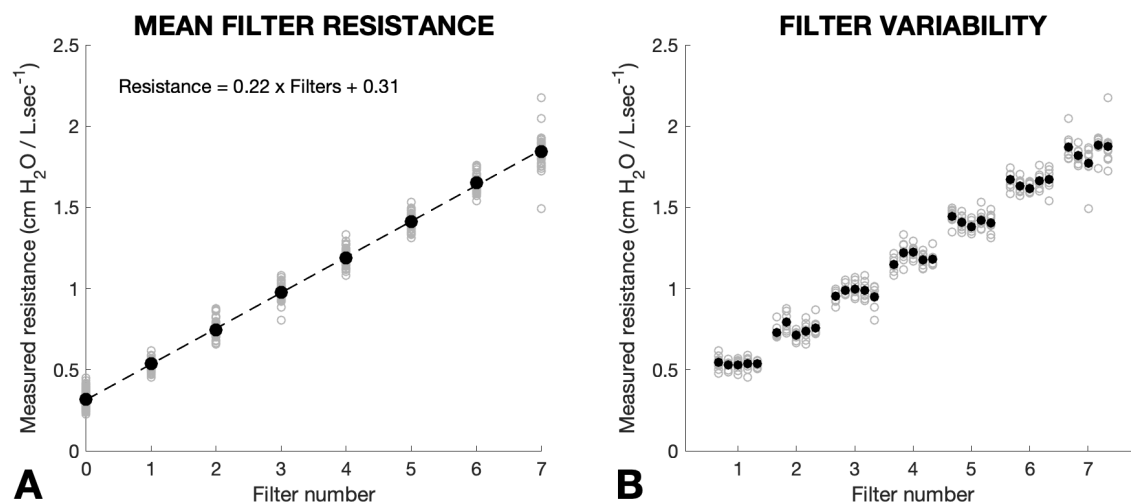 MEAN FILTER RESISTANCE
Measured resistance (cm H₂O / L.sec⁻¹)
2.5
2
1.5
1
0.5
0
Resistance = 0.22 x Filters + 0.31
0 1 2 3 4 5 6 7
Filter number
A
FILTER VARIABILITY
Measured resistance (cm H₂O / L.sec⁻¹)
2.5
2
1.5
1
0.5
0
1 2 3 4 5 6 7
Filter number
B